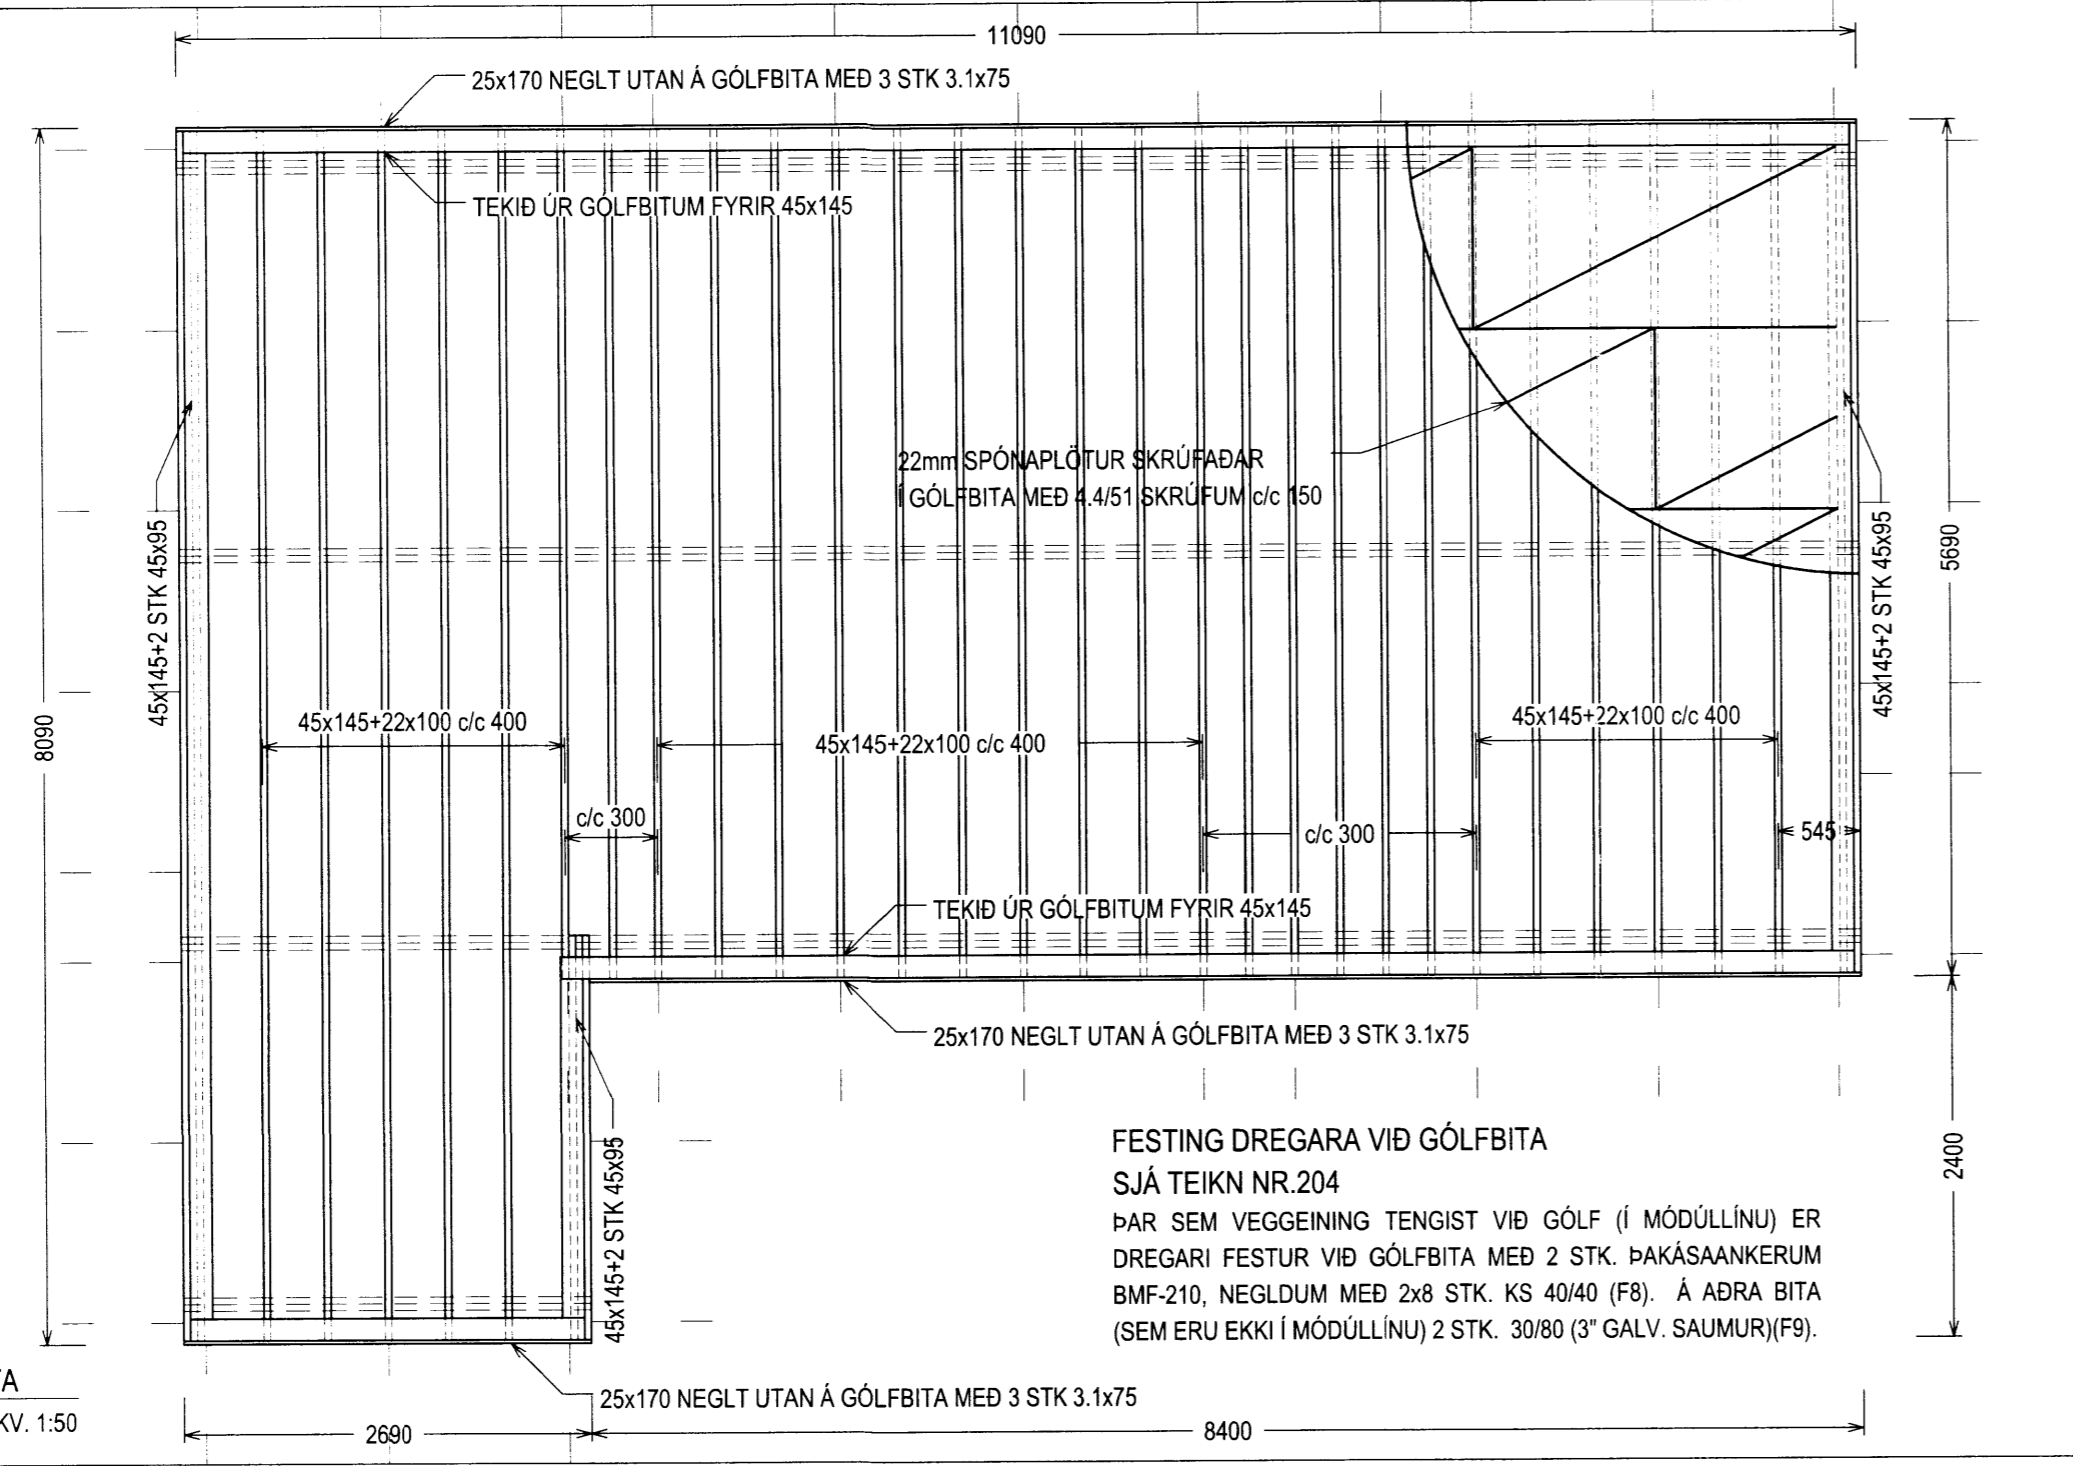 11090
25x170 NEGLT UTAN Á GÓLFBITA MEÐ 3 STK 3.1x75
TEKIÐ ÚR GÓLFBITUM FYRIR 45x145
22mm SPÓNAPLÖTUR SKRÚFAÐAR
Í GÓLFBITA MEÐ 4.4/51 SKRÚFUM c/c 150
45x145+2 STK 45x95
45x145+2 STK 45x95
5690
8090
45x145+22x100 c/c 400
45x145+22x100 c/c 400
45x145+22x100 c/c 400
c/c 300
c/c 300
545
TEKIÐ ÚR GÓLFBITUM FYRIR 45x145
25x170 NEGLT UTAN Á GÓLFBITA MEÐ 3 STK 3.1x75
45x145+2 STK 45x95
2400
FESTING DREGARA VIÐ GÓLFBITA
SJÁ TEIKN NR.204
ÞAR SEM VEGGEINING TENGIST VIÐ GÓLF (Í MÓDÚLLÍNU) ER
DREGARI FESTUR VIÐ GÓLFBITA MEÐ 2 STK. ÞAKÁSAANKERUM
BMF-210, NEGLDUM MEÐ 2x8 STK. KS 40/40 (F8). Á AÐRA BITA
(SEM ERU EKKI Í MÓDÚLLÍNU) 2 STK. 30/80 (3" GALV. SAUMUR)(F9).
TA
KV. 1:50
25x170 NEGLT UTAN Á GÓLFBITA MEÐ 3 STK 3.1x75
2690
8400